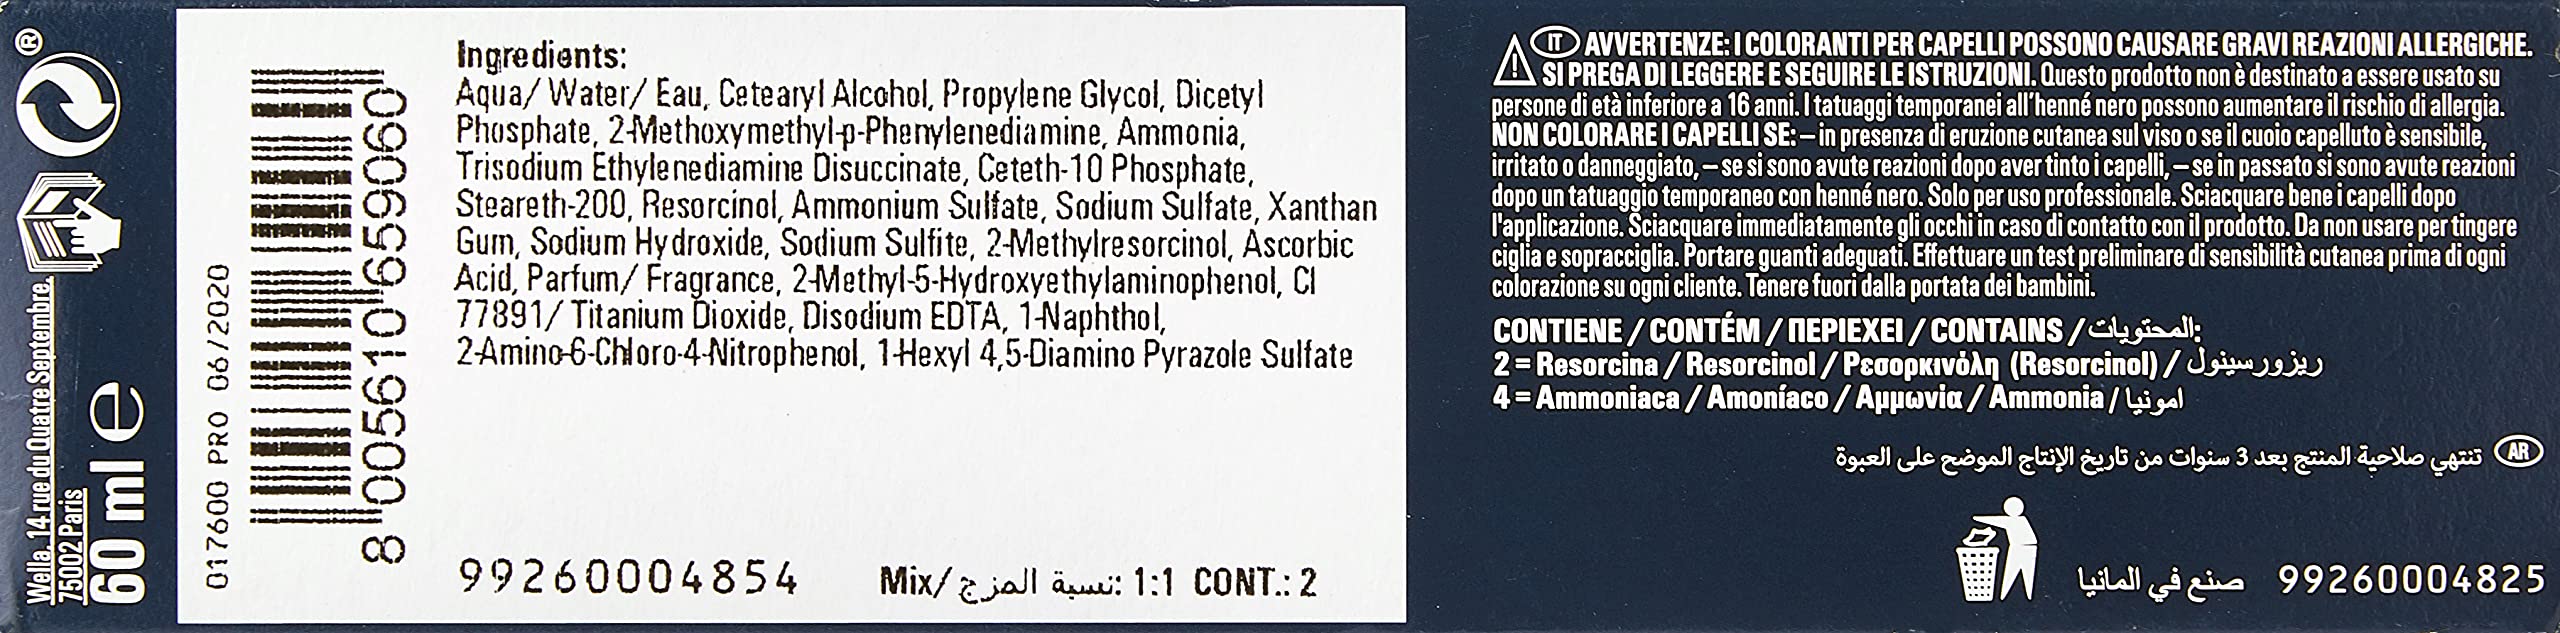 ®
Wella. 14 rue du Quatre Septembre.
75002 Paris
60 ml e
017600 PRO 06/2020
8 005610 659060
Ingredients:
Aqua/ Water/ Eau, Cetearyl Alcohol, Propylene Glycol, Dicetyl
Phosphate, 2-Methoxymethyl-p-Phenylenediamine, Ammonia,
Trisodium Ethylenediamine Disuccinate, Ceteth-10 Phosphate,
Steareth-200, Resorcinol, Ammonium Sulfate, Sodium Sulfate, Xanthan
Gum, Sodium Hydroxide, Sodium Sulfite, 2-Methylresorcinol, Ascorbic
Acid, Parfum/ Fragrance, 2-Methyl-5-Hydroxyethylaminophenol, CI
77891/ Titanium Dioxide, Disodium EDTA, 1-Naphthol,
2-Amino-6-Chloro-4-Nitrophenol, 1-Hexyl 4,5-Diamino Pyrazole Sulfate
99260004854
Mix/ نسبة المزج: 1:1 CONT.: 2
IT AVVERTENZE: I COLORANTI PER CAPELLI POSSONO CAUSARE GRAVI REAZIONI ALLERGICHE.
SI PREGA DI LEGGERE E SEGUIRE LE ISTRUZIONI. Questo prodotto non è destinato a essere usato su
persone di età inferiore a 16 anni. I tatuaggi temporanei all'henné nero possono aumentare il rischio di allergia.
NON COLORARE I CAPELLI SE: – in presenza di eruzione cutanea sul viso o se il cuoio capelluto è sensibile,
irritato o danneggiato, – se si sono avute reazioni dopo aver tinto i capelli, – se in passato si sono avute reazioni
dopo un tatuaggio temporaneo con henné nero. Solo per uso professionale. Sciacquare bene i capelli dopo
l'applicazione. Sciacquare immediatamente gli occhi in caso di contatto con il prodotto. Da non usare per tingere
ciglia e sopracciglia. Portare guanti adeguati. Effettuare un test preliminare di sensibilità cutanea prima di ogni
colorazione su ogni cliente. Tenere fuori dalla portata dei bambini.
CONTIENE / CONTÉM / ΠΕΡΙΕΧΕΙ / CONTAINS / المحتويات:
2 = Resorcina / Resorcinol / Ρεσορκινόλη (Resorcinol) / ريزورسينول
4 = Ammoniaca / Amoníaco / Αμμωνία / Ammonia / امونيا
AR تنتهي صلاحية المنتج بعد 3 سنوات من تاريخ الإنتاج الموضح على العبوة
صنع في المانيا 99260004825